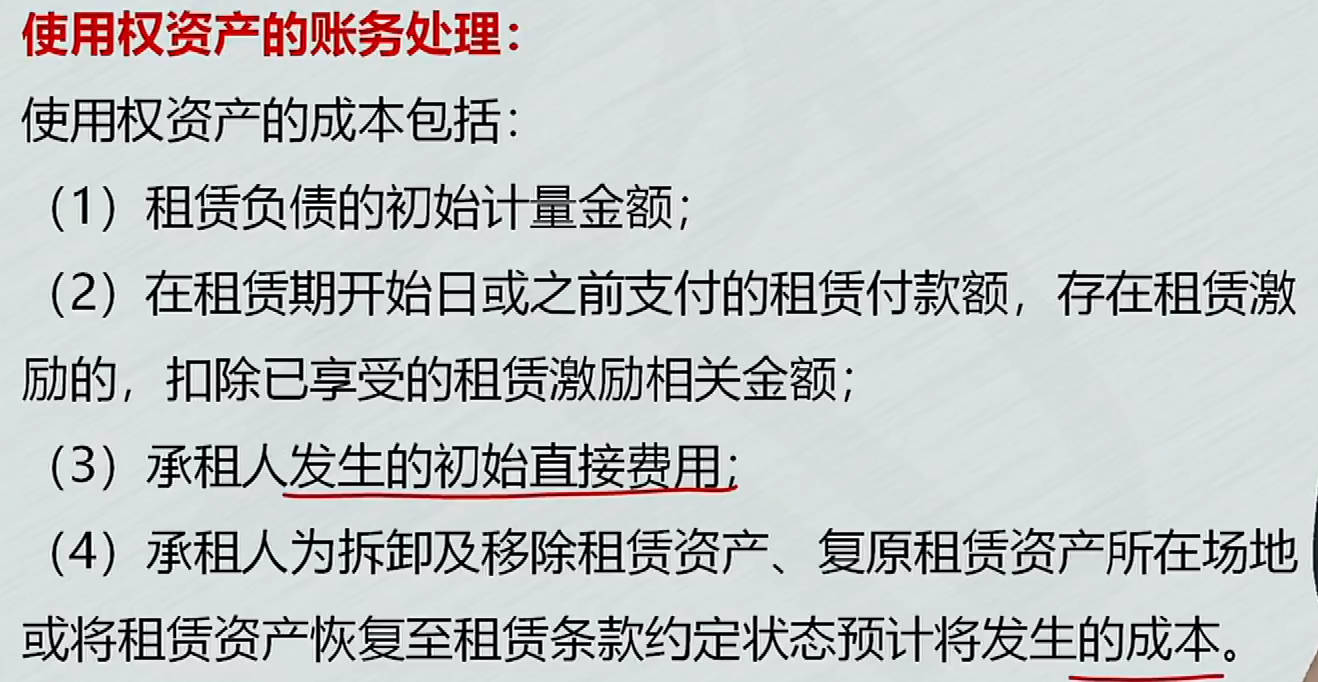 使用权资产的账务处理：
使用权资产的成本包括：
（1）租赁负债的初始计量金额；
（2）在租赁期开始日或之前支付的租赁付款额，存在租赁激
励的，扣除已享受的租赁激励相关金额；
（3）承租人发生的初始直接费用；
（4）承租人为拆卸及移除租赁资产、复原租赁资产所在场地
或将租赁资产恢复至租赁条款约定状态预计将发生的成本。